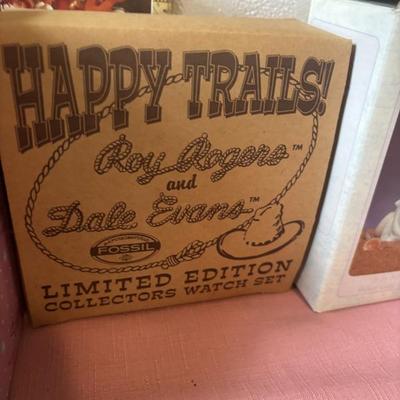 HAPPY TRAILS!
Roy Rogers™
and
Dale Evans™
FOSSIL
LIMITED EDITION
COLLECTORS WATCH SET